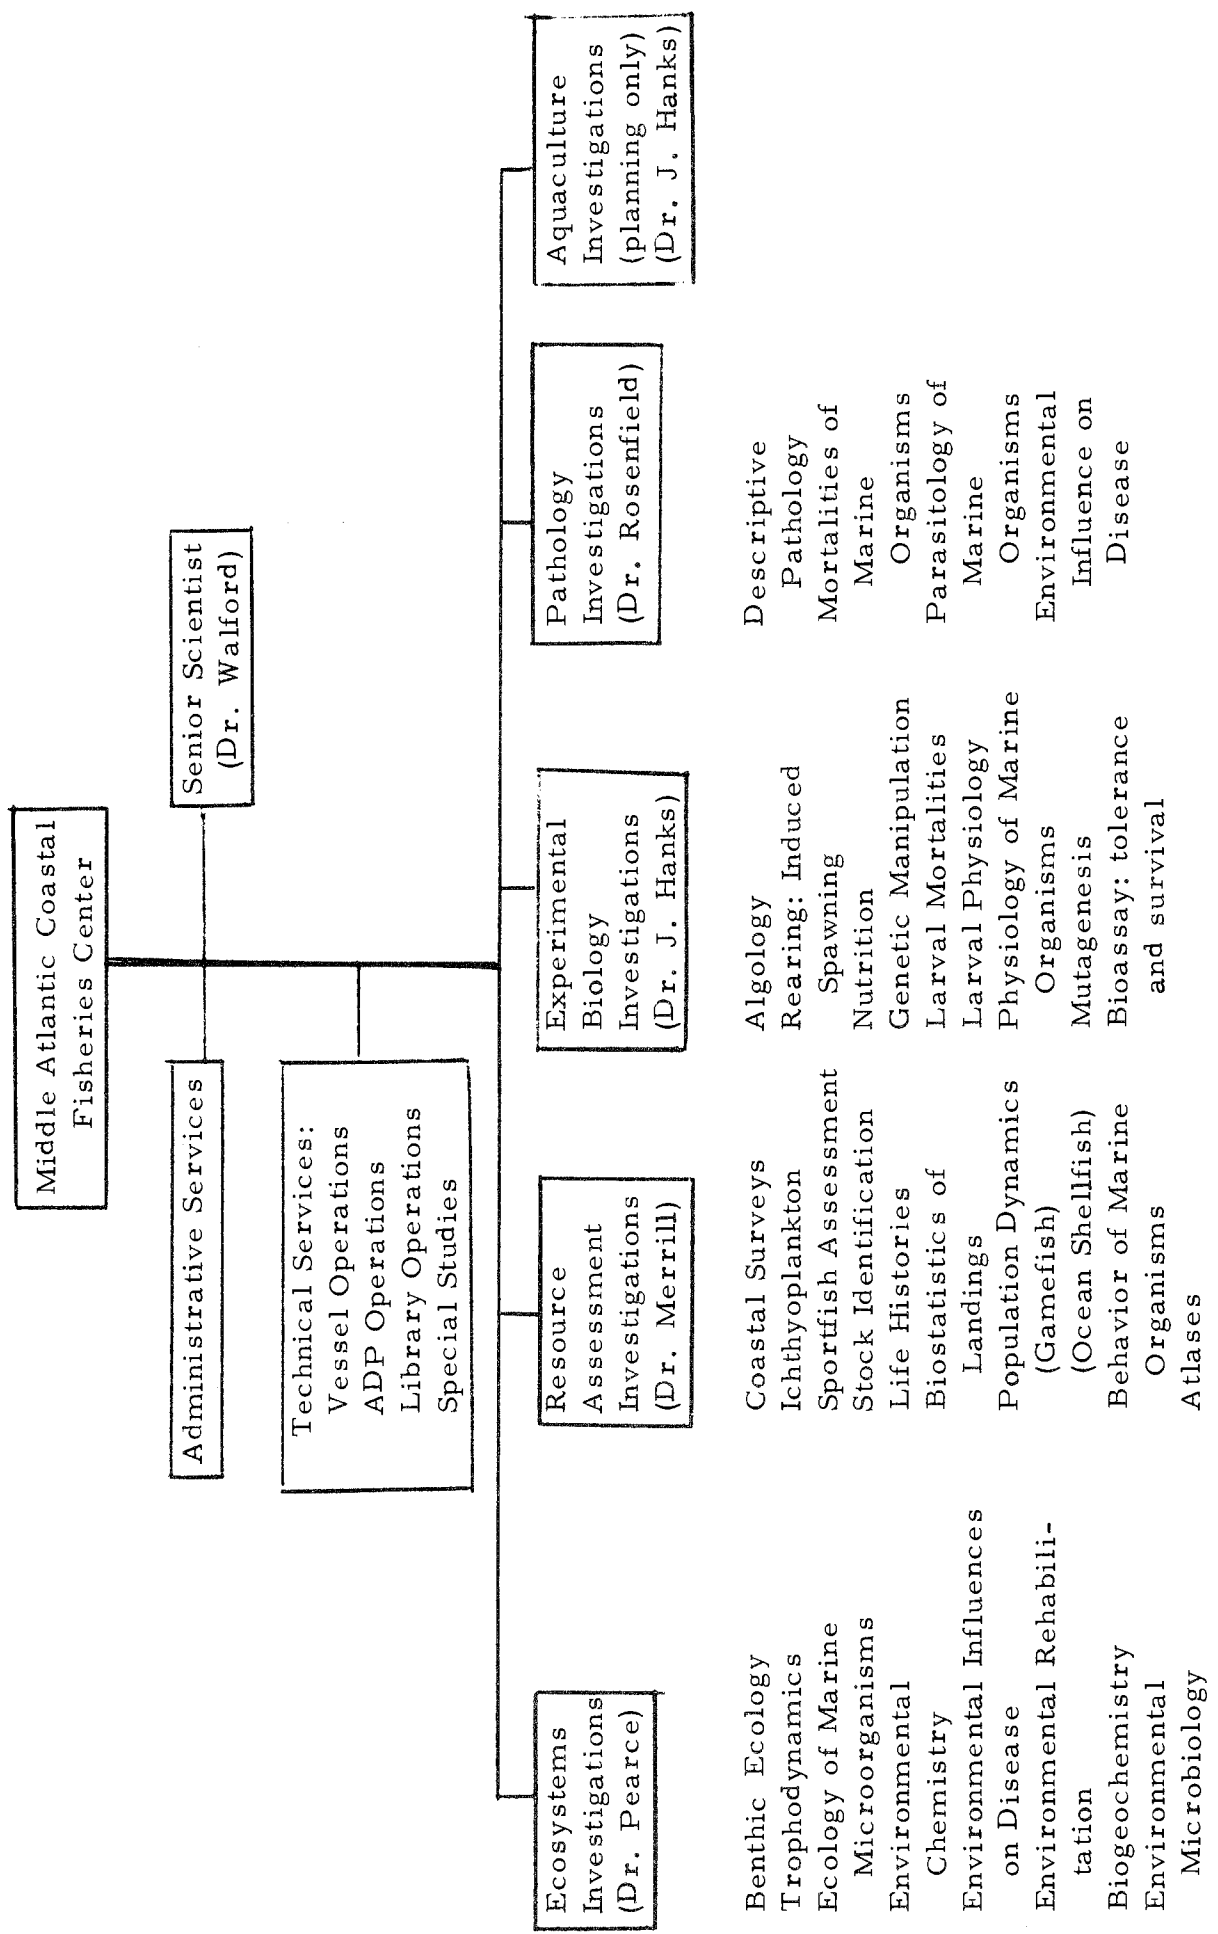 Middle Atlantic Coastal
Fisheries Center
Administrative Services
Senior Scientist
(Dr. Walford)
Technical Services:
Vessel Operations
ADP Operations
Library Operations
Special Studies
Ecosystems
Investigations
(Dr. Pearce)
Resource
Assessment
Investigations
(Dr. Merrill)
Experimental
Biology
Investigations
(Dr. J. Hanks)
Pathology
Investigations
(Dr. Rosenfield)
Aquaculture
Investigations
(planning only)
(Dr. J. Hanks)
Benthic Ecology
Trophodynamics
Ecology of Marine
Microorganisms
Environmental
Chemistry
Environmental Influences
on Disease
Environmental Rehabili-
tation
Biogeochemistry
Environmental
Microbiology
Coastal Surveys
Ichthyoplankton
Sportfish Assessment
Stock Identification
Life Histories
Biostatistics of
Landings
Population Dynamics
(Gamefish)
(Ocean Shellfish)
Behavior of Marine
Organisms
Atlases
Algology
Rearing: Induced
Spawning
Nutrition
Genetic Manipulation
Larval Mortalities
Larval Physiology
Physiology of Marine
Organisms
Mutagenesis
Bioassay: tolerance
and survival
Descriptive
Pathology
Mortalities of
Marine
Organisms
Parasitology of
Marine
Organisms
Environmental
Influence on
Disease